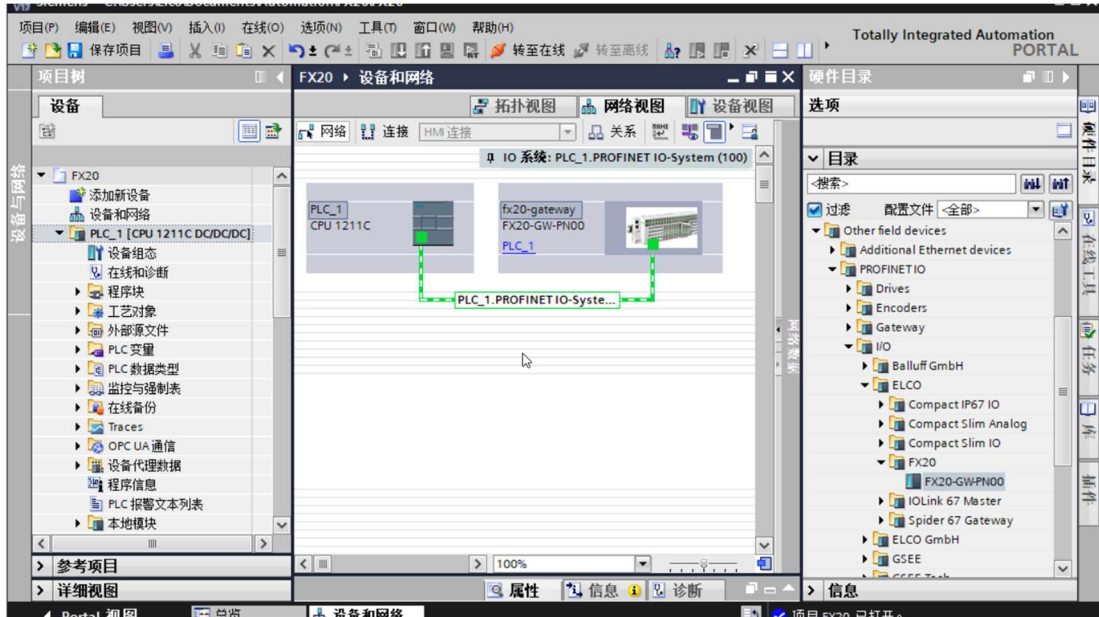 项目(P) 编辑(E) 视图(V) 插入(I) 在线(O) 选项(N) 工具(T) 窗口(W) 帮助(H)
Totally Integrated Automation
PORTAL
保存项目 转至在线 转至离线
项目树
FX20 设备和网络
硬件目录
设备
拓扑视图 网络视图 设备视图
选项
网络 连接 HMI 连接 关系
IO 系统: PLC_1.PROFINET IO-System (100)
目录
<搜索>
过滤 配置文件 <全部>
FX20
添加新设备
设备和网络
PLC_1 [CPU 1211C DC/DC/DC]
设备组态
在线和诊断
程序块
工艺对象
外部源文件
PLC 变量
PLC 数据类型
监控与强制表
在线备份
Traces
OPC UA 通信
设备代理数据
程序信息
PLC 报警文本列表
本地模块
参考项目
详细视图
PLC_1
CPU 1211C
fx20-gateway
FX20-GW-PN00
PLC_1
PLC_1.PROFINET IO-Syste...
100%
属性 信息 诊断
Other field devices
Additional Ethernet devices
PROFINET IO
Drives
Encoders
Gateway
I/O
Balluff GmbH
ELCO
Compact IP67 IO
Compact Slim Analog
Compact Slim IO
FX20
FX20-GW-PN00
IOLink 67 Master
Spider 67 Gateway
ELCO GmbH
GSEE
信息
设备与网络
网络数据
硬件目录
在线工具
任务
库
插件
Portal 视图 总览 设备和网络
项目 FX20 已打开。